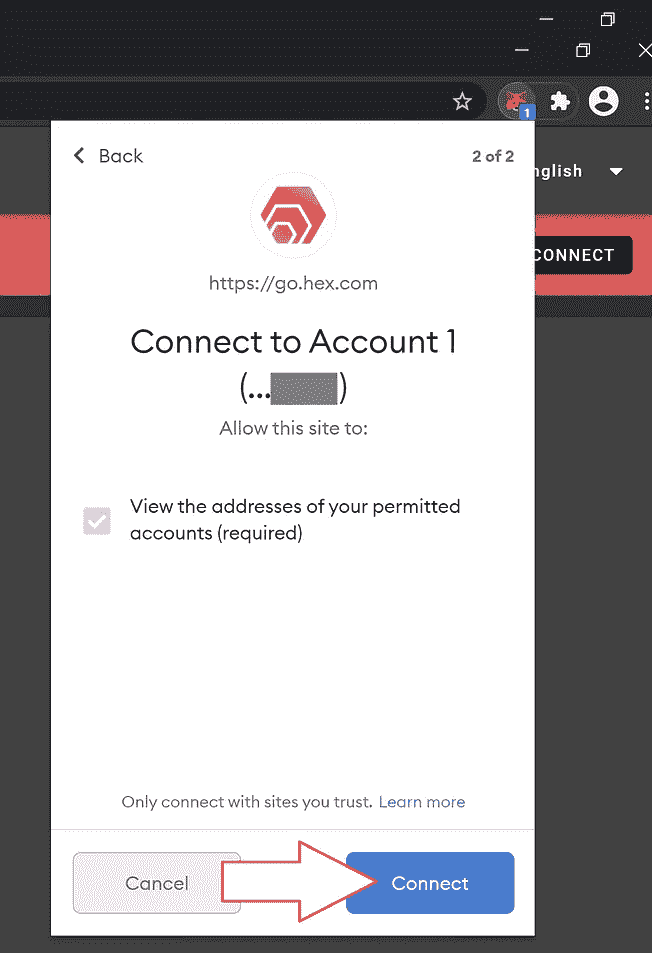 1
Back
2 of 2
nglish
CONNECT
https://go.hex.com
Connect to Account 1
(... )
Allow this site to:
View the addresses of your permitted
accounts (required)
Only connect with sites you trust. Learn more
Cancel
Connect